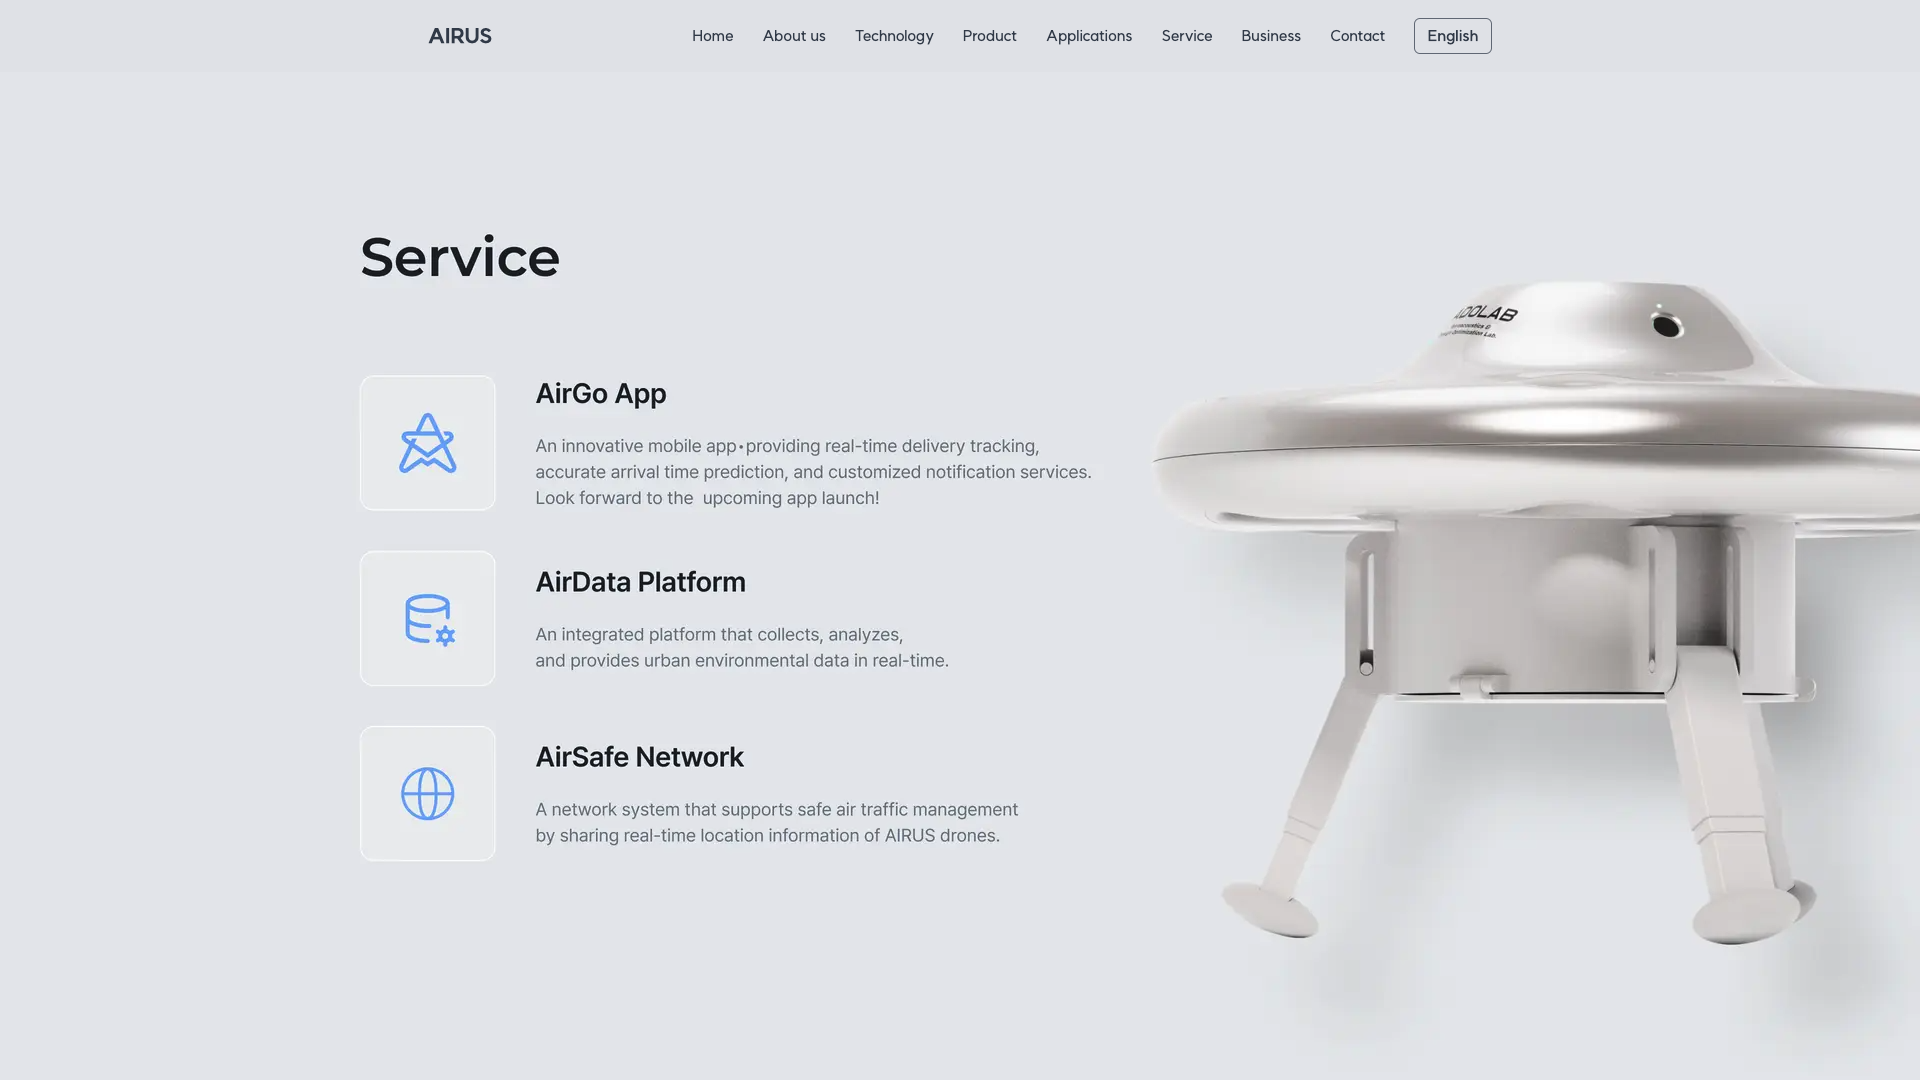 AIRUS
Home
About us
Technology
Product
Applications
Service
Business
Contact
English
Service
AirGo App
An innovative mobile app•providing real-time delivery tracking,
accurate arrival time prediction, and customized notification services.
Look forward to the  upcoming app launch!
AirData Platform
An integrated platform that collects, analyzes,
and provides urban environmental data in real-time.
AirSafe Network
A network system that supports safe air traffic management
by sharing real-time location information of AIRUS drones.
ADOLAB
Optimization Lab.